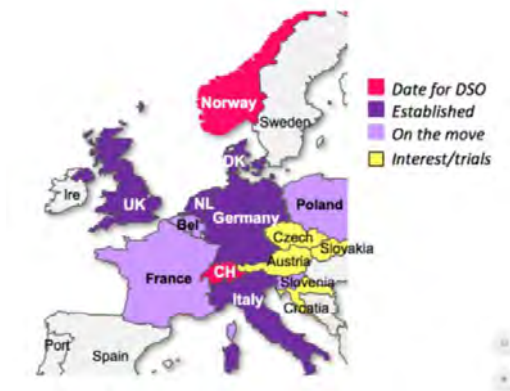 Norway
Sweden
Date for DSO
Established
On the move
Interest/trials
DK
Ire
UK
NL
Germany
Bel
Poland
Czech
Slovakia
Austria
France
CH
Slovenia
Italy
Croatia
Port
Spain